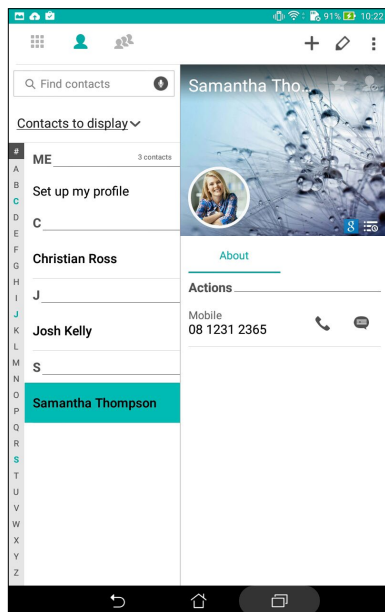 91% 10:22
Find contacts
Contacts to display
ME 3 contacts
Set up my profile
C
Christian Ross
J
Josh Kelly
S
Samantha Thompson
#
A
B
C
D
E
F
G
H
I
J
K
L
M
N
O
P
Q
R
S
T
U
V
W
X
Y
Z
Samantha Tho...
8
About
Actions
Mobile
08 1231 2365